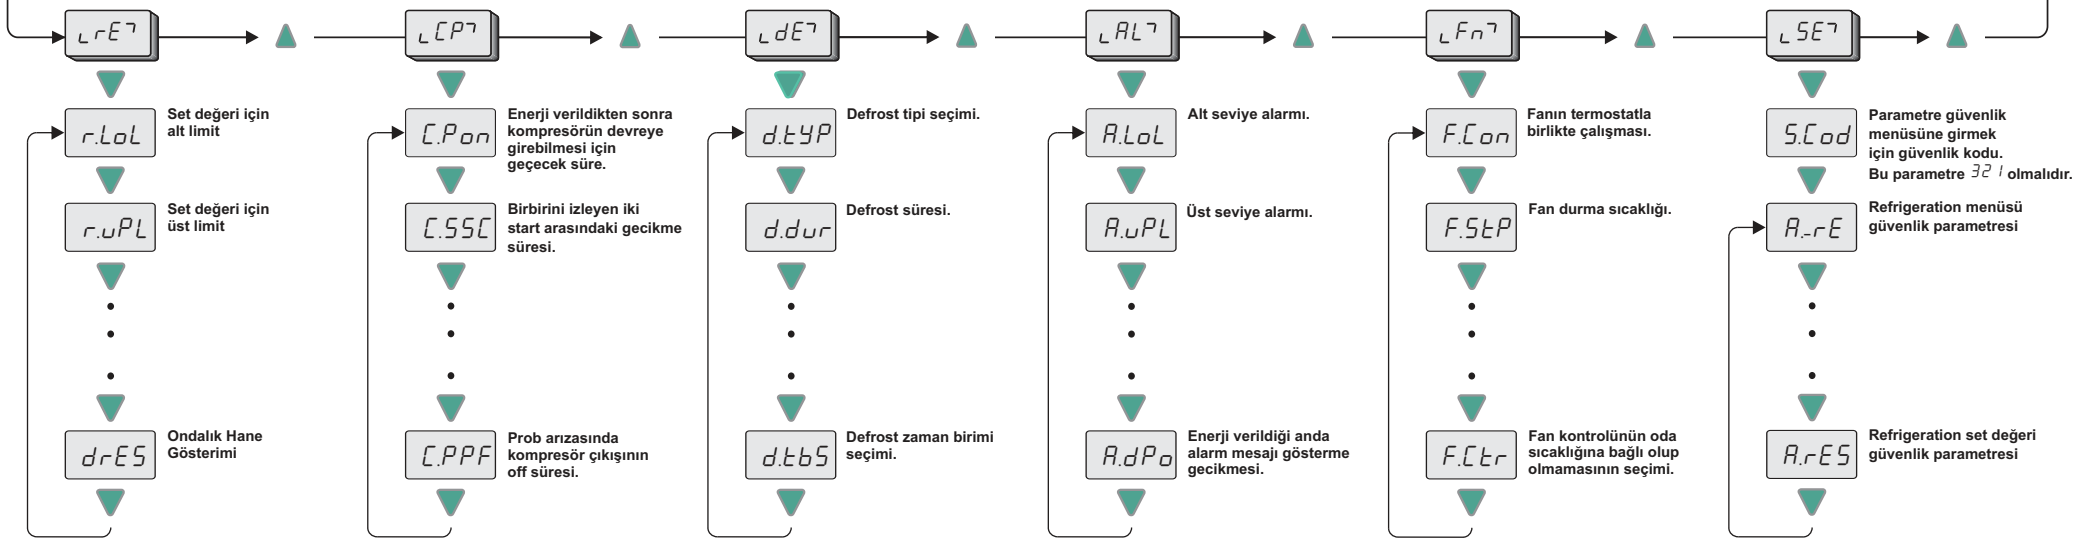 rE
CP
dE
AL
Fn
SE
r.LoL
Set değeri için
alt limit
r.uPL
Set değeri için
üst limit
drES
Ondalık Hane
Gösterimi
C.Pon
Enerji verildikten sonra
kompresörün devreye
girebilmesi için
geçecek süre.
C.SSC
Birbirini izleyen iki
start arasındaki gecikme
süresi.
C.PPF
Prob arızasında
kompresör çıkışının
off süresi.
d.tYP
Defrost tipi seçimi.
d.dur
Defrost süresi.
d.tbS
Defrost zaman birimi
seçimi.
A.LoL
Alt seviye alarmı.
A.uPL
Üst seviye alarmı.
A.dPo
Enerji verildiği anda
alarm mesajı gösterme
gecikmesi.
F.Con
Fanın termostatla
birlikte çalışması.
F.StP
Fan durma sıcaklığı.
F.Ctr
Fan kontrolünün oda
sıcaklığına bağlı olup
olmamasının seçimi.
S.Cod
Parametre güvenlik
menüsüne girmek
için güvenlik kodu.
Bu parametre 321 olmalıdır.
A.-rE
Refrigeration menüsü
güvenlik parametresi
A.rES
Refrigeration set değeri
güvenlik parametresi